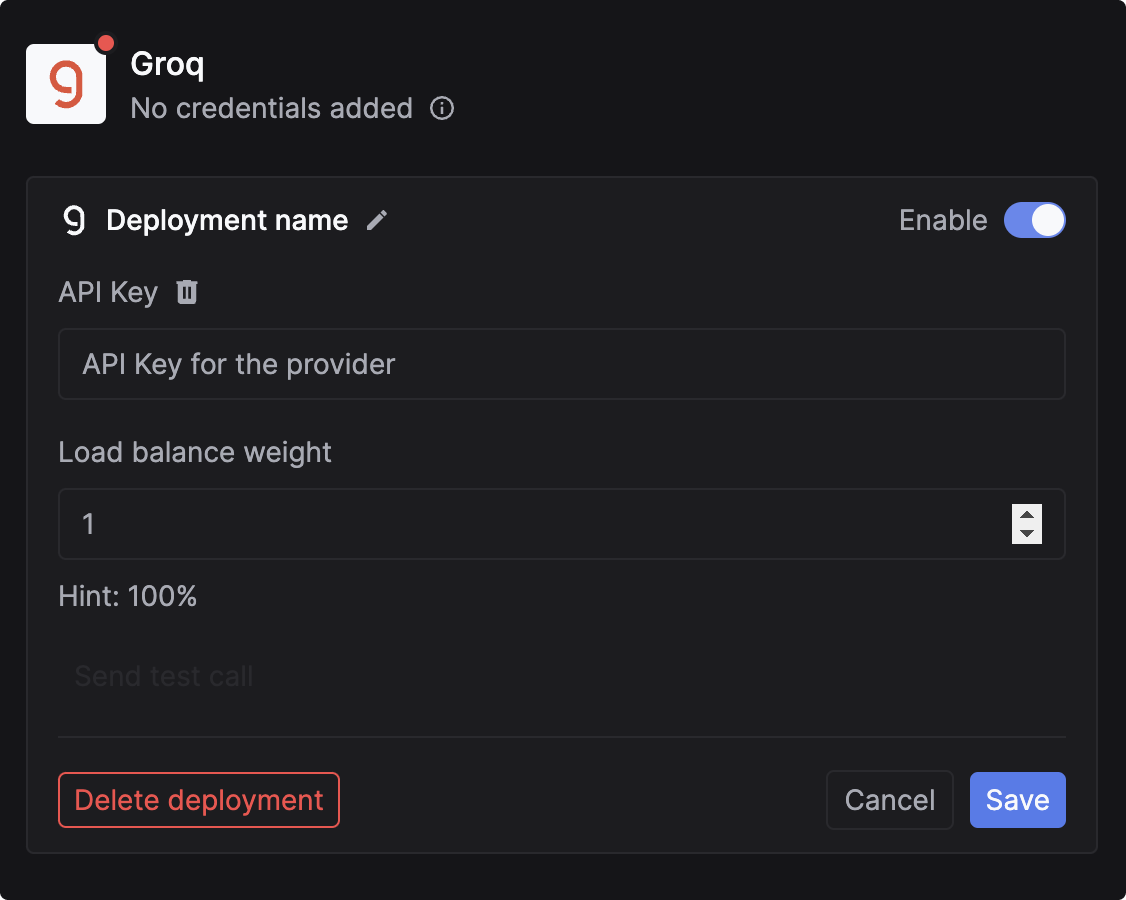 Groq
No credentials added
Deployment name
Enable
API Key
API Key for the provider
Load balance weight
1
Hint: 100%
Send test call
Delete deployment
Cancel
Save